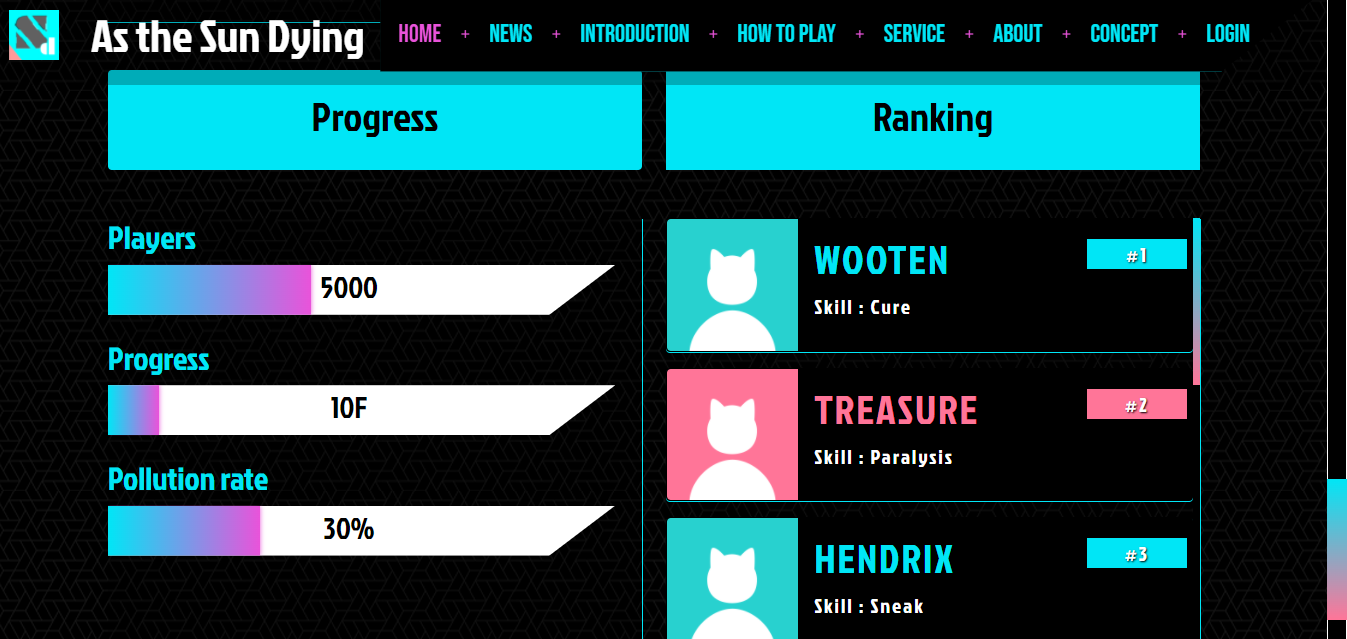 As the Sun Dying
HOME + NEWS + INTRODUCTION + HOW TO PLAY + SERVICE + ABOUT + CONCEPT + LOGIN
Progress
Players
5000
Progress
10F
Pollution rate
30%
Ranking
WOOTEN
#1
Skill : Cure
TREASURE
#2
Skill : Paralysis
HENDRIX
#3
Skill : Sneak